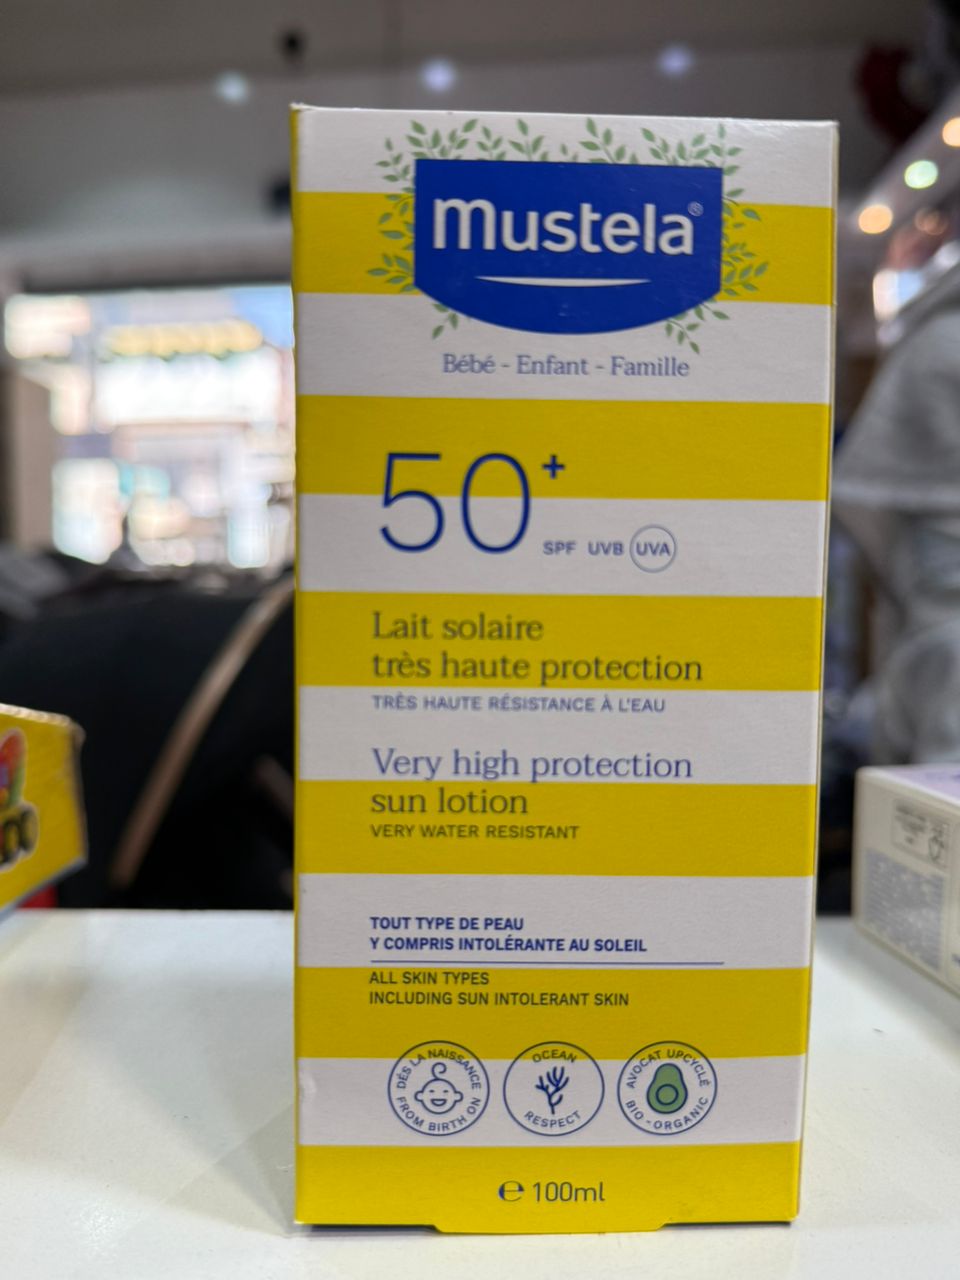 mustela®
Bébé - Enfant - Famille
50+
SPF UVB UVA
Lait solaire
très haute protection
TRÈS HAUTE RÉSISTANCE À L'EAU
Very high protection
sun lotion
VERY WATER RESISTANT
TOUT TYPE DE PEAU
Y COMPRIS INTOLÉRANTE AU SOLEIL
ALL SKIN TYPES
INCLUDING SUN INTOLERANT SKIN
DÈS LA NAISSANCE
FROM BIRTH ON
OCEAN
RESPECT
AVOCAT UPCYCLÉ
BIO-ORGANIC
℮ 100ml